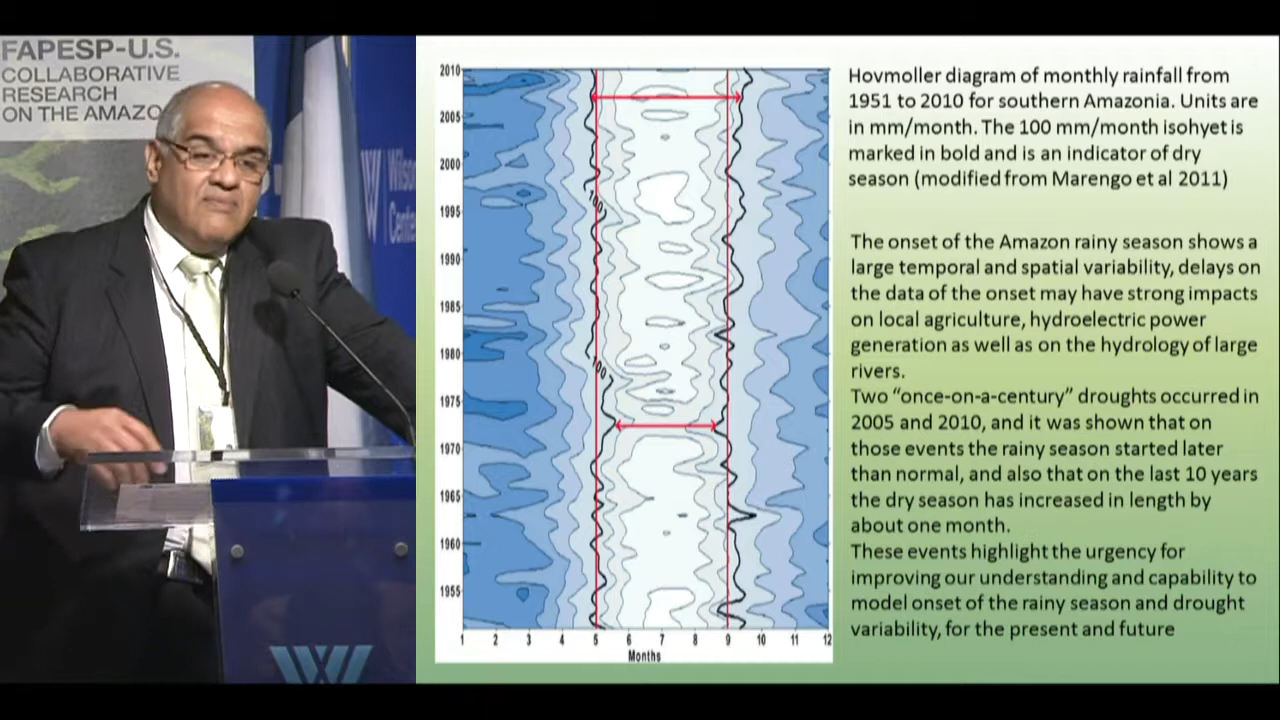 FAPESP-U.S.
COLLABORATIVE
RESEARCH
ON THE AMAZO
Wilson
Center
2010
2005
2000
1995
1990
1985
1980
1975
1970
1965
1960
1955
100
100
1 2 3 4 5 6 7 8 9 10 11 12
Months
Hovmoller diagram of monthly rainfall from
1951 to 2010 for southern Amazonia. Units are
in mm/month. The 100 mm/month isohyet is
marked in bold and is an indicator of dry
season (modified from Marengo et al 2011)
The onset of the Amazon rainy season shows a
large temporal and spatial variability, delays on
the data of the onset may have strong impacts
on local agriculture, hydroelectric power
generation as well as on the hydrology of large
rivers.
Two “once-on-a-century” droughts occurred in
2005 and 2010, and it was shown that on
those events the rainy season started later
than normal, and also that on the last 10 years
the dry season has increased in length by
about one month.
These events highlight the urgency for
improving our understanding and capability to
model onset of the rainy season and drought
variability, for the present and future